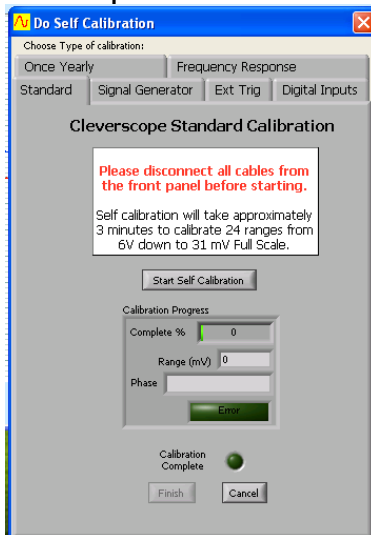 Do Self Calibration
Choose Type of calibration:
Once Yearly
Frequency Response
Standard
Signal Generator
Ext Trig
Digital Inputs
Cleverscope Standard Calibration
Please disconnect all cables from
the front panel before starting.
Self calibration will take approximately
3 minutes to calibrate 24 ranges from
6V down to 31 mV Full Scale.
Start Self Calibration
Calibration Progress
Complete % 0
Range (mV) 0
Phase
Error
Calibration
Complete
Finish
Cancel